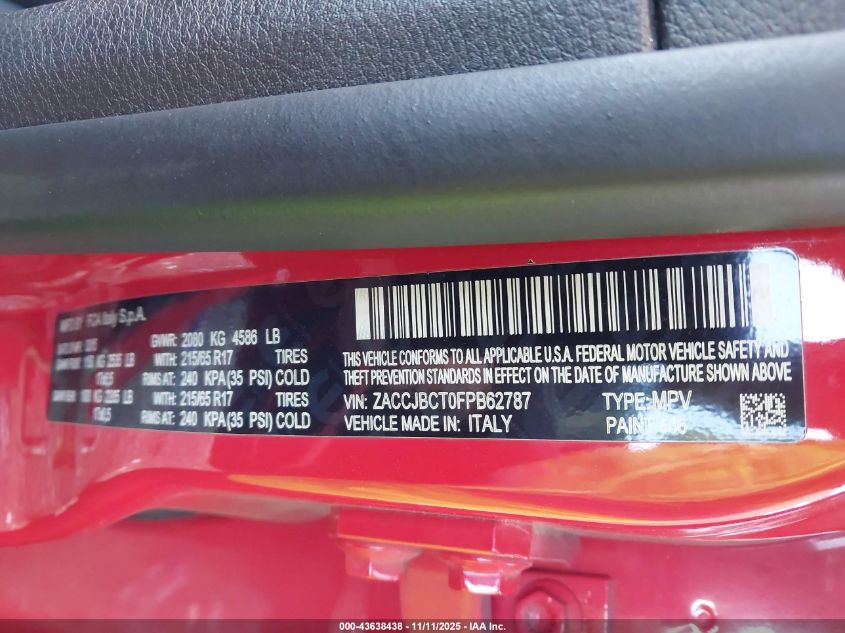 MFD BY FCA Italy S.p.A.
GVWR: 2080 KG 4586 LB
WITH: 215/65 R17 TIRES
RIMS AT: 240 KPA(35 PSI) COLD
WITH: 215/65 R17 TIRES
RIMS AT: 240 KPA(35 PSI) COLD
THIS VEHICLE CONFORMS TO ALL APPLICABLE U.S.A. FEDERAL MOTOR VEHICLE SAFETY AND
THEFT PREVENTION STANDARDS IN EFFECT ON THE DATE OF MANUFACTURE SHOWN ABOVE
VIN: ZACCJBCT0FPB62787 TYPE: MPV
VEHICLE MADE IN: ITALY PAINT:
000-43638438 - 11/11/2025 - IAA Inc.